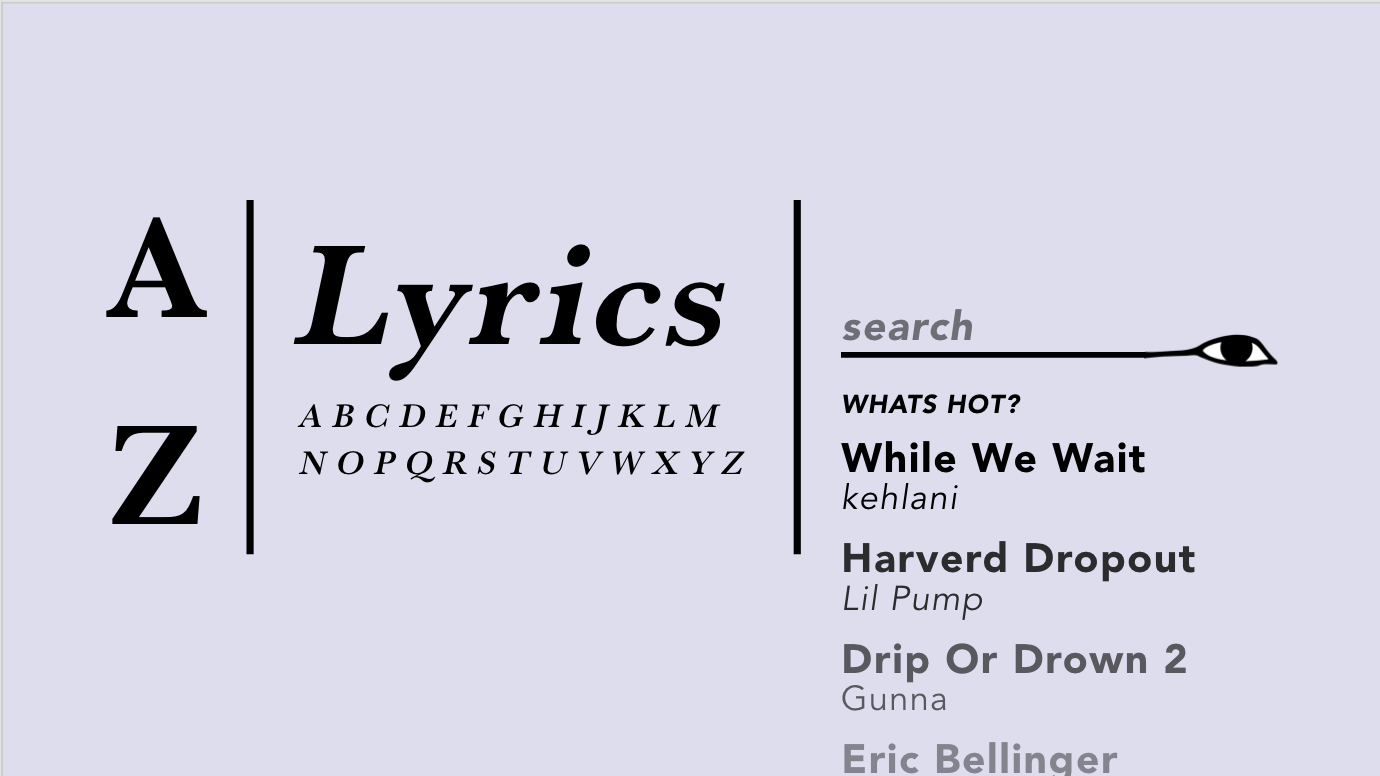 A
Z
Lyrics
A B C D E F G H I J K L M
N O P Q R S T U V W X Y Z
search
WHATS HOT?
While We Wait
kehlani
Harverd Dropout
Lil Pump
Drip Or Drown 2
Gunna
Eric Bellinger